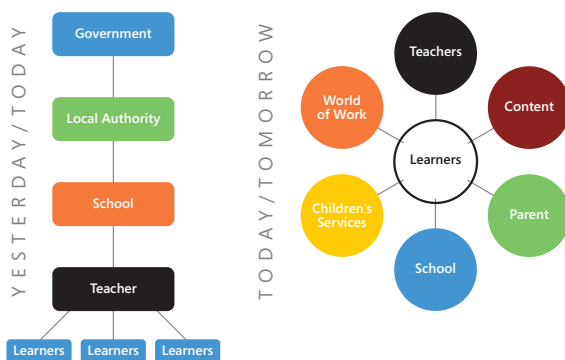 YESTERDAY/TODAY
Government
Local Authority
School
Teacher
Learners
Learners
Learners
TODAY/TOMORROW
Teachers
Content
Parent
School
Children's
Services
World
of Work
Learners